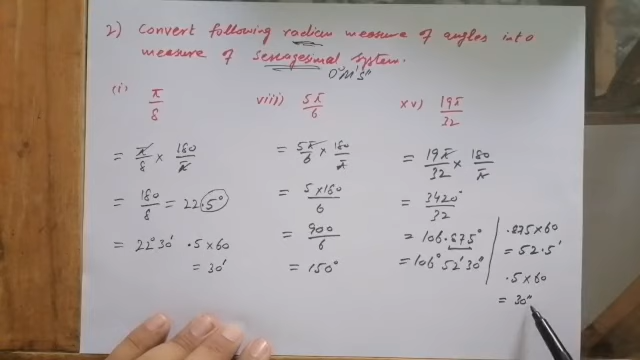 2) Convert following radian measure of angles into
measure of Sexagesimal system.
D°M'S"
(i) π/8
= π/8 × 180/π
= 180/8 = 22.5°
= 22° 30' .5×60
= 30'
viii) 5π/6
= 5π/6 × 180/π
= 5×180/6
= 900/6
= 150°
xv) 19π/32
= 19π/32 × 180/π
= 3420°/32
= 106.875°
= 106° 52' 30"
.875×60
= 52.5'
.5×60
= 30"